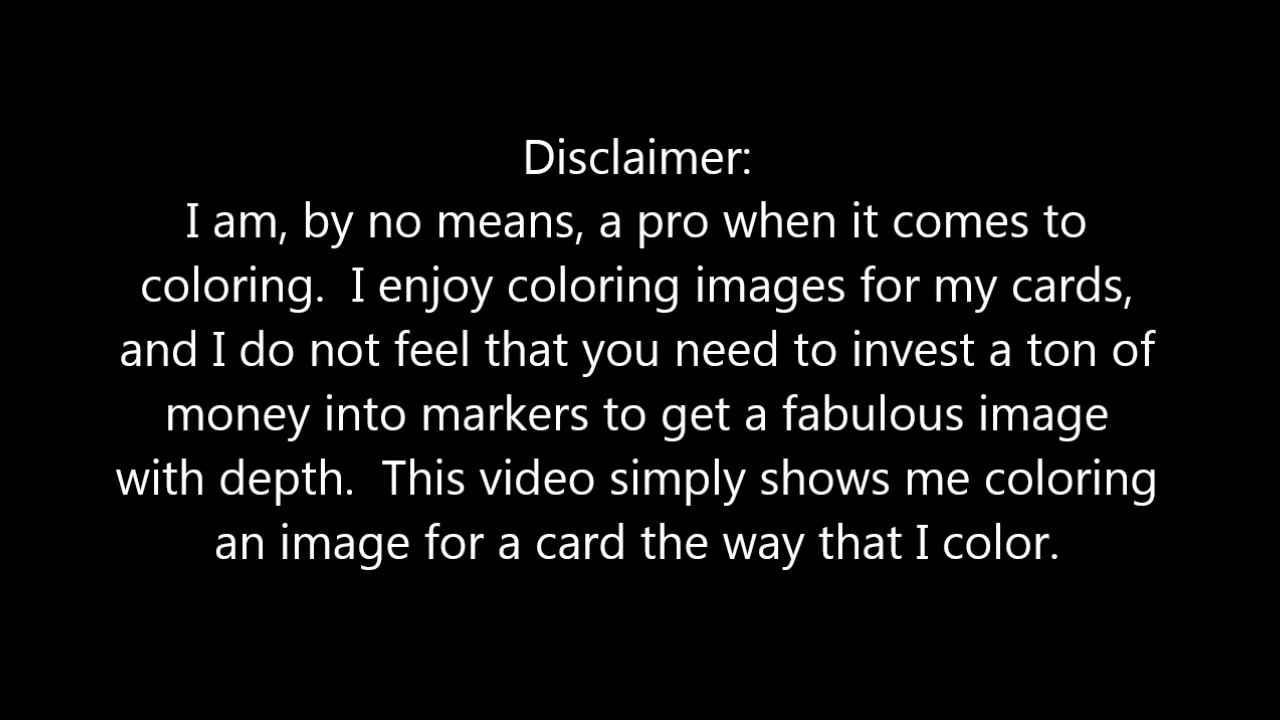 Disclaimer:
I am, by no means, a pro when it comes to
coloring.  I enjoy coloring images for my cards,
and I do not feel that you need to invest a ton of
money into markers to get a fabulous image
with depth.  This video simply shows me coloring
an image for a card the way that I color.